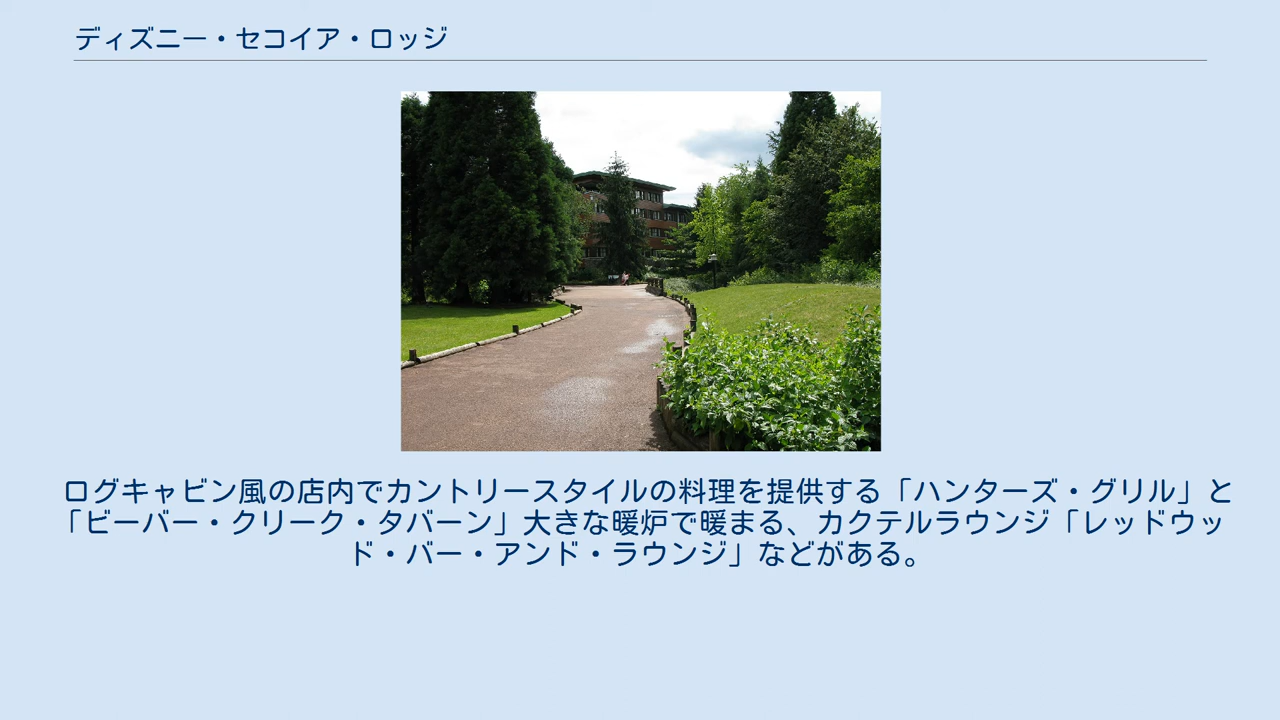 ディズニー・セコイア・ロッジ
ログキャビン風の店内でカントリースタイルの料理を提供する「ハンターズ・グリル」と
「ビーバー・クリーク・タバーン」大きな暖炉で暖まる、カクテルラウンジ「レッドウッ
ド・バー・アンド・ラウンジ」などがある。